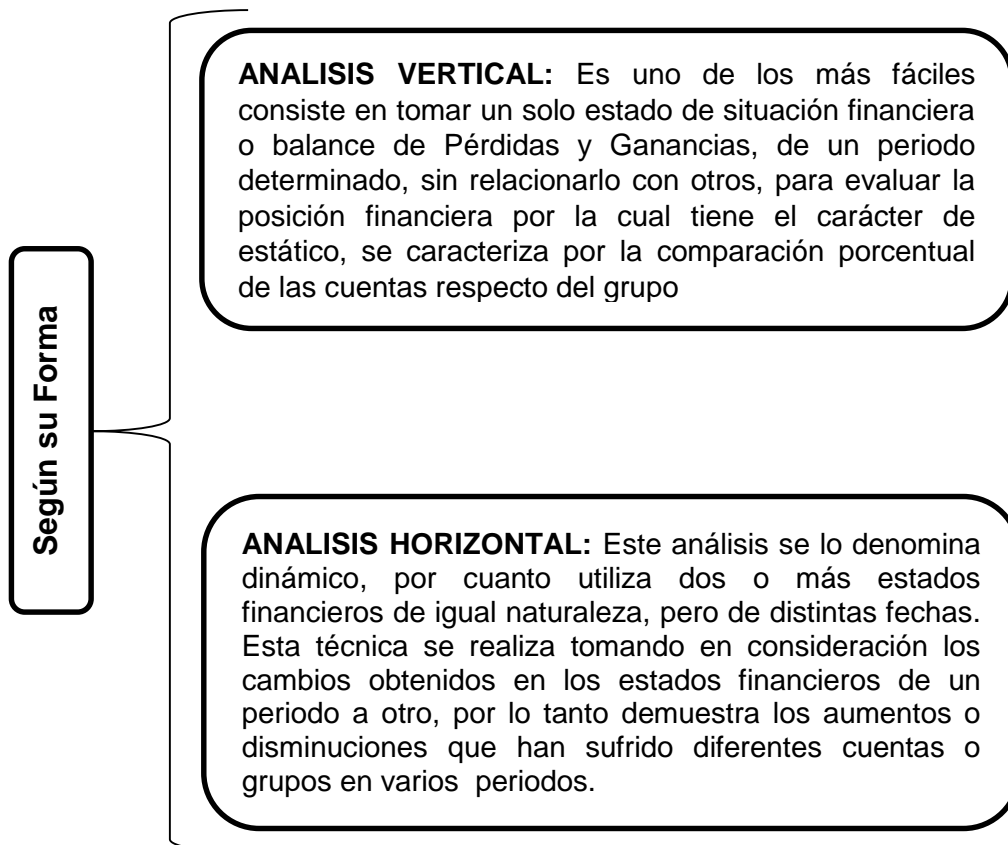 Según su Forma
ANALISIS VERTICAL: Es uno de los más fáciles
consiste en tomar un solo estado de situación financiera
o balance de Pérdidas y Ganancias, de un periodo
determinado, sin relacionarlo con otros, para evaluar la
posición financiera por la cual tiene el carácter de
estático, se caracteriza por la comparación porcentual
de las cuentas respecto del grupo
ANALISIS HORIZONTAL: Este análisis se lo denomina
dinámico, por cuanto utiliza dos o más estados
financieros de igual naturaleza, pero de distintas fechas.
Esta técnica se realiza tomando en consideración los
cambios obtenidos en los estados financieros de un
periodo a otro, por lo tanto demuestra los aumentos o
disminuciones que han sufrido diferentes cuentas o
grupos en varios periodos.